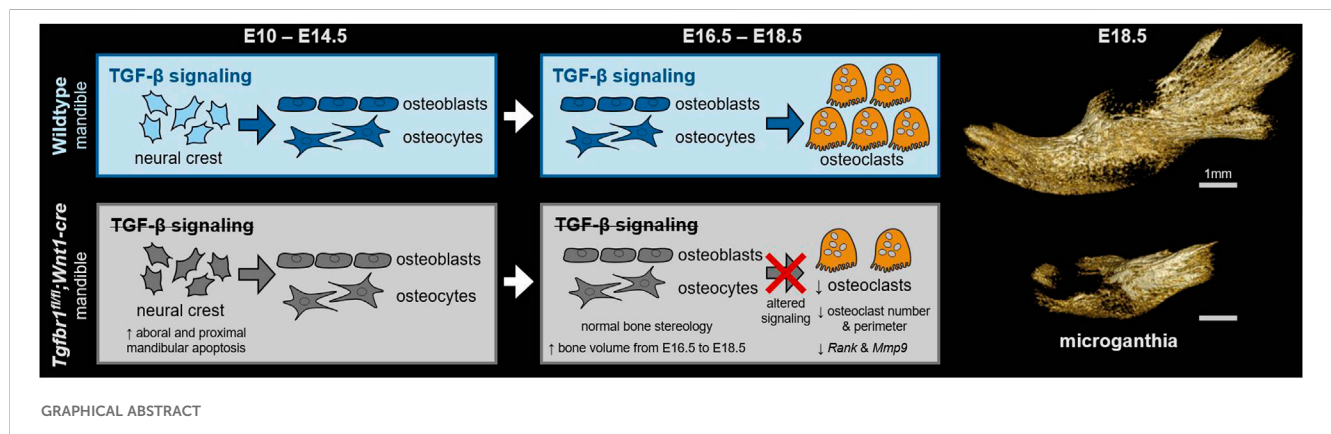 E10 – E14.5
E16.5 – E18.5
E18.5
Wildtype
mandible
TGF-β signaling
neural crest
osteoblasts
osteocytes
TGF-β signaling
osteoblasts
osteocytes
osteoclasts
1mm
Tgfbr1fl/fl;Wnt1-cre
mandible
TGF-β signaling
neural crest
↑ aboral and proximal
mandibular apoptosis
osteoblasts
osteocytes
TGF-β signaling
osteoblasts
osteocytes
normal bone stereology
↑ bone volume from E16.5 to E18.5
altered
signaling
↓ osteoclasts
↓ osteoclast number
& perimeter
↓ Rank & Mmp9
microganthia
GRAPHICAL ABSTRACT